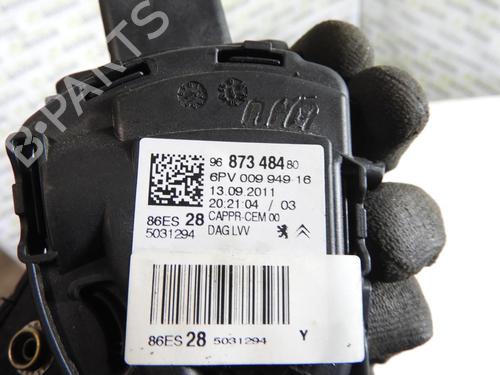 B-PARTS
96 873 484 80
6PV 009 949 16
13.09.2011
20:21:04 / 03
86ES 28 CAPPR-CEM 00
5031294 DAG LVV
86ES 28 5031294 Y